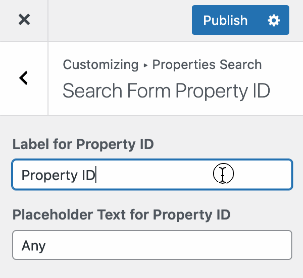 Publish
Customizing ▸ Properties Search
Search Form Property ID
Label for Property ID
Property ID
Placeholder Text for Property ID
Any